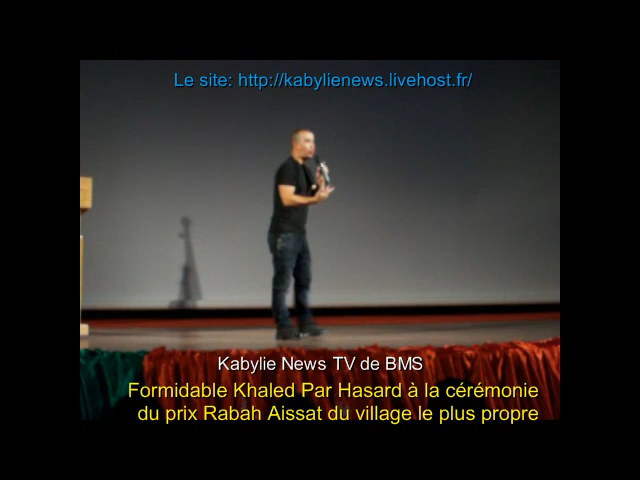 Le site: http://kabylienews.livehost.fr/
Kabylie News TV de BMS
Formidable Khaled Par Hasard à la cérémonie
du prix Rabah Aissat du village le plus propre